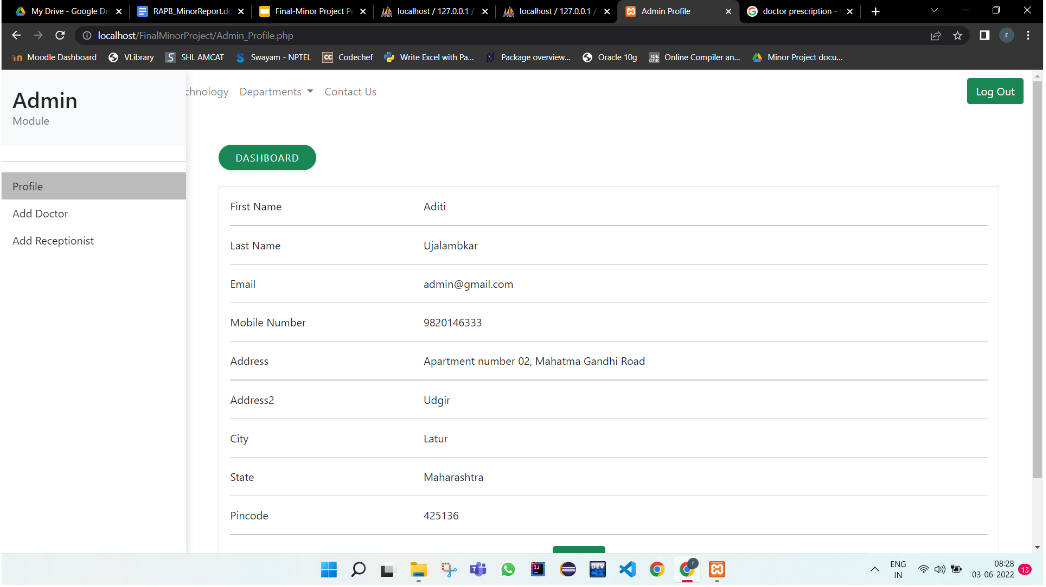 My Drive - Google Dr
RAPB_MinorReport.do
Final-Minor Project P
localhost / 127.0.0.1 /
localhost / 127.0.0.1 /
Admin Profile
doctor prescription -
localhost/FinalMinorProject/Admin_Profile.php
Moodle Dashboard
VLibrary
SHL AMCAT
Swayam - NPTEL
Codechef
Write Excel with Pa...
Package overview...
Oracle 10g
Online Compiler an...
Minor Project docu...
Admin
Module
chnology Departments Contact Us
Log Out
DASHBOARD
Profile
Add Doctor
Add Receptionist
First Name Aditi
Last Name Ujalambkar
Email admin@gmail.com
Mobile Number 9820146333
Address Apartment number 02, Mahatma Gandhi Road
Address2 Udgir
City Latur
State Maharashtra
Pincode 425136
ENG
IN
08:28
03-06-2022
13